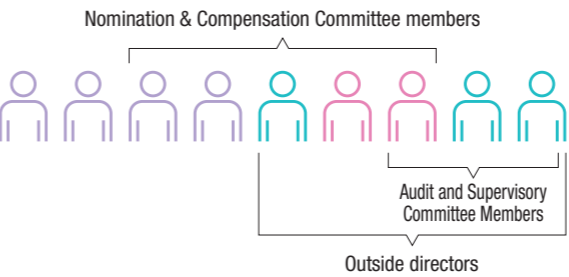 Nomination & Compensation Committee members
Audit and Supervisory
Committee Members
Outside directors